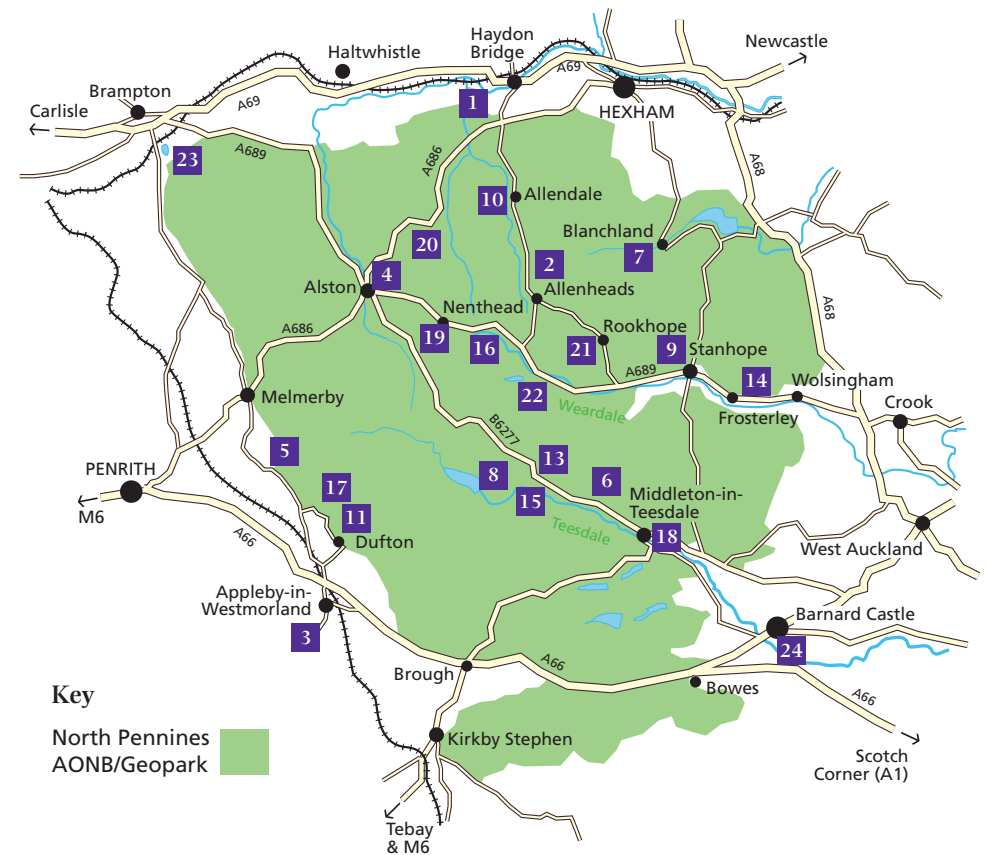 Haydon
Bridge
Haltwhistle
Newcastle
A69
Brampton
Carlisle
A69
1
HEXHAM
A689
23
A686
A68
10
Allendale
Blanchland
7
20
2
4
Alston
Allenheads
Nenthead
A68
A686
19
16
Rookhope
21
9
Stanhope
A689
22
14
Wolsingham
Weardale
Frosterley
Crook
Melmerby
B6277
5
13
PENRITH
8
6
M6
17
15
Middleton-in-
Teesdale
11
Teesdale
18
A66
Dufton
West Auckland
Appleby-in-
Westmorland
3
Barnard Castle
24
A66
Brough
Bowes
A66
Key
North Pennines
AONB/Geopark
Kirkby Stephen
Scotch
Corner (A1)
Tebay
& M6